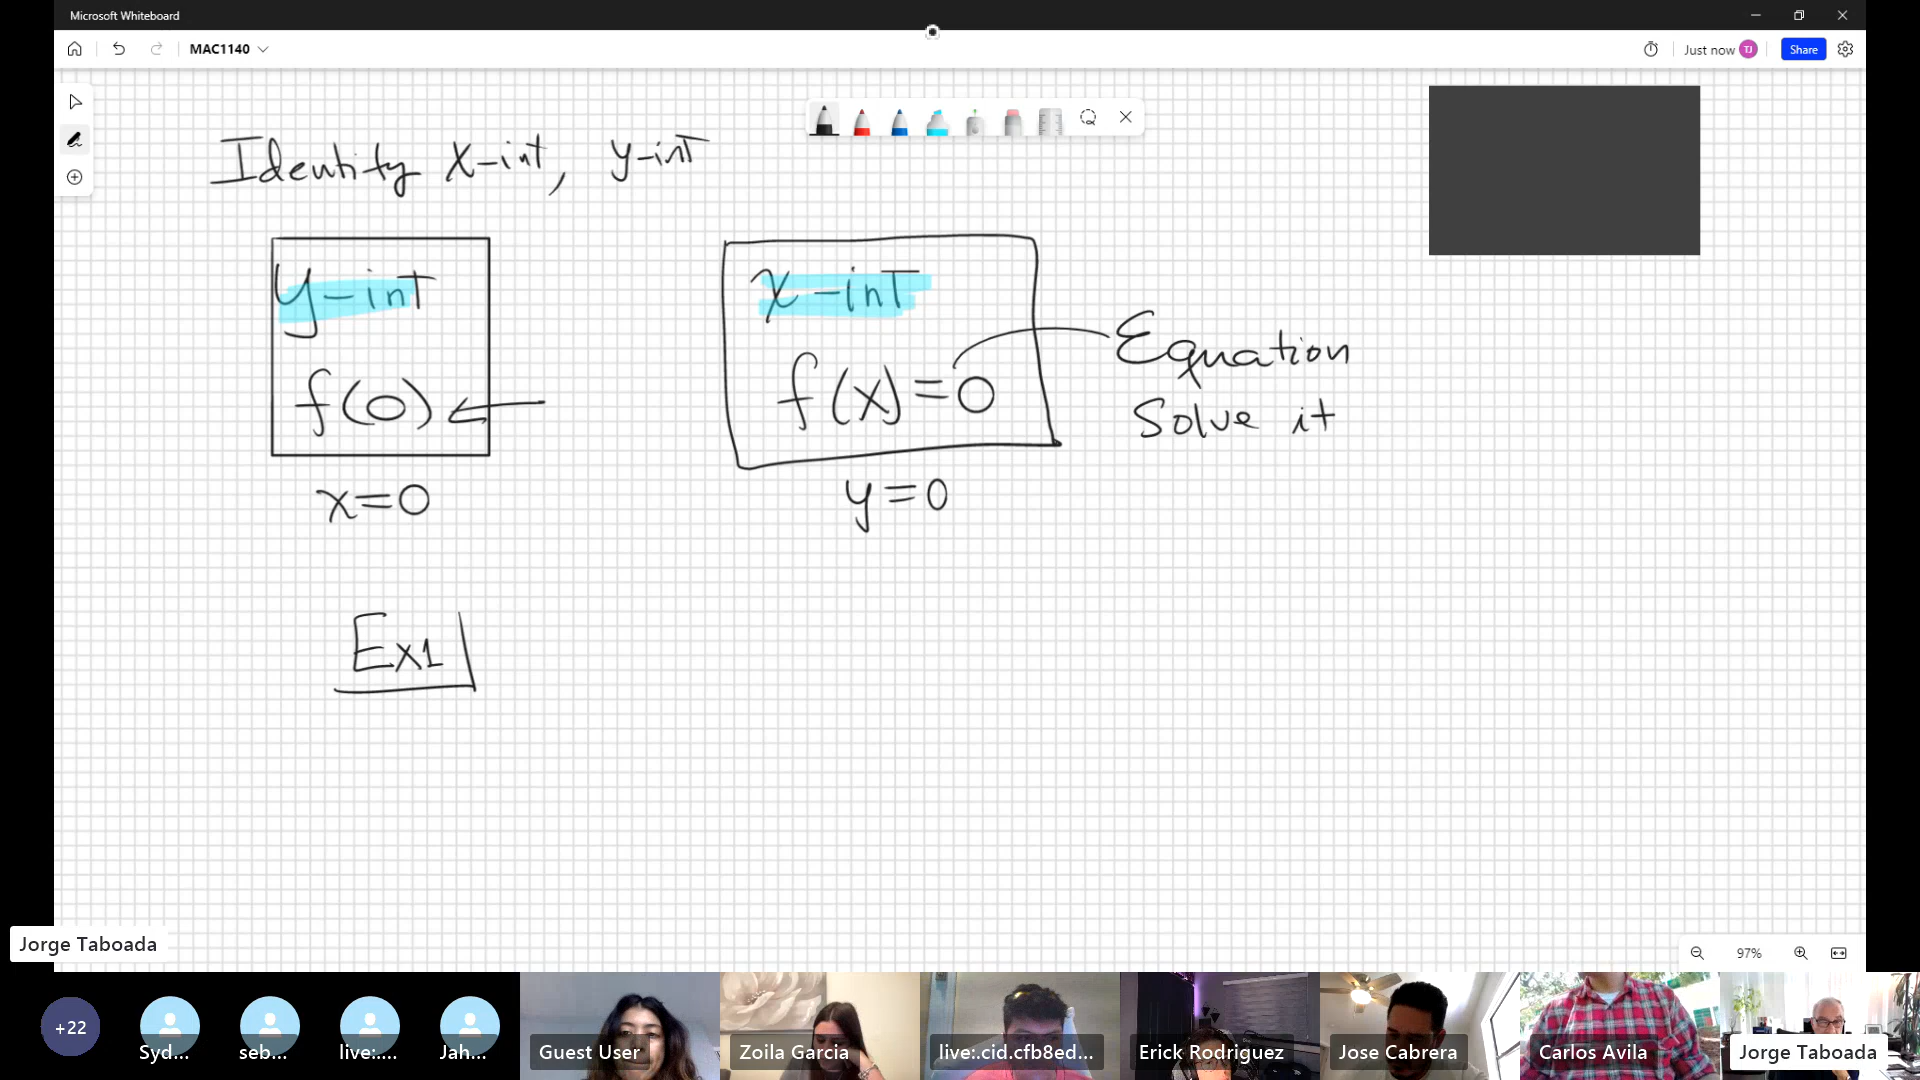 Microsoft Whiteboard
MAC1140
Just now TJ Share
Identity x-int, y-int
y-int
f(0)
x=0
x-int
f(x)=0
y=0
Equation
Solve it
Ex1
Jorge Taboada
97%
+22 Syd... seb... live:.... Jah... Guest User Zoila Garcia live:.cid.cfb8ed... Erick Rodriguez Jose Cabrera Carlos Avila Jorge Taboada